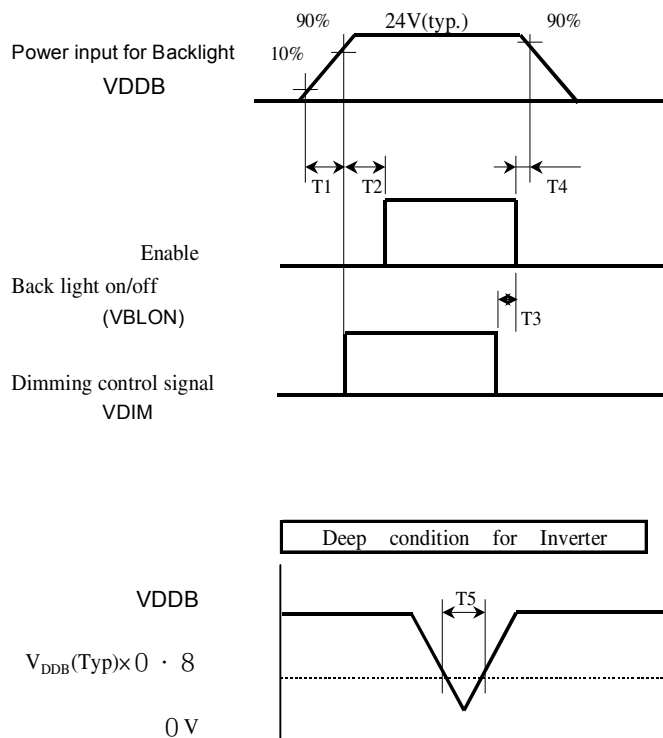 90% 24V(typ.) 90%
Power input for Backlight 10%
VDDB
T1 T2 T4
Enable
Back light on/off
(VBLON) T3
Dimming control signal
VDIM
Deep condition for Inverter
VDDB T5
VDDB(Typ)×0・8
0V